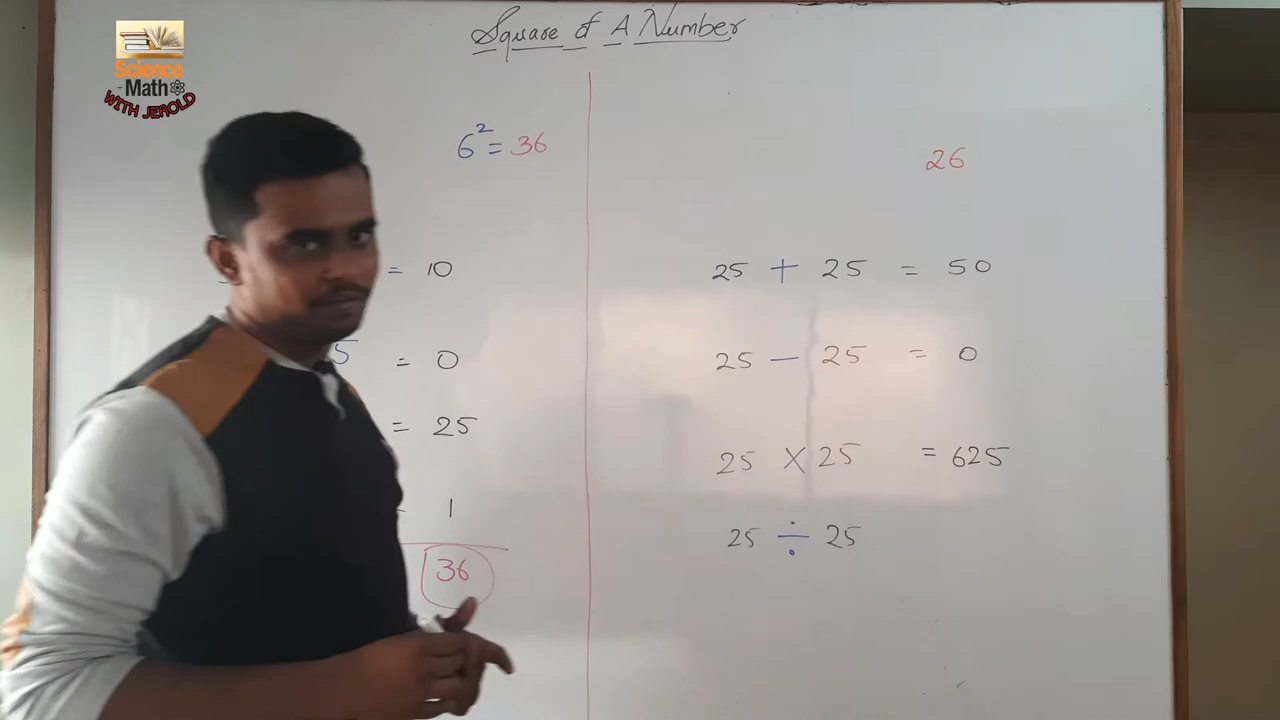 Science
Math
WITH JEROLD
Square of A Number
6² = 36
= 10
5 = 0
= 25
1
36
26
25 + 25 = 50
25 − 25 = 0
25 × 25 = 625
25 ÷ 25